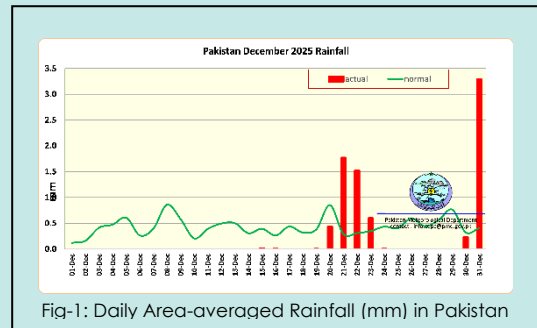 Pakistan December 2025 Rainfall
actual normal
3.5
3.0
2.5
2.0
1.5
1.0
0.5
0.0
mm
01-Dec
02-Dec
03-Dec
04-Dec
05-Dec
06-Dec
07-Dec
08-Dec
09-Dec
10-Dec
11-Dec
12-Dec
13-Dec
14-Dec
15-Dec
16-Dec
17-Dec
18-Dec
19-Dec
20-Dec
21-Dec
22-Dec
23-Dec
24-Dec
25-Dec
26-Dec
27-Dec
28-Dec
29-Dec
30-Dec
31-Dec
Pakistan Meteorological Department
Fig-1: Daily Area-averaged Rainfall (mm) in Pakistan